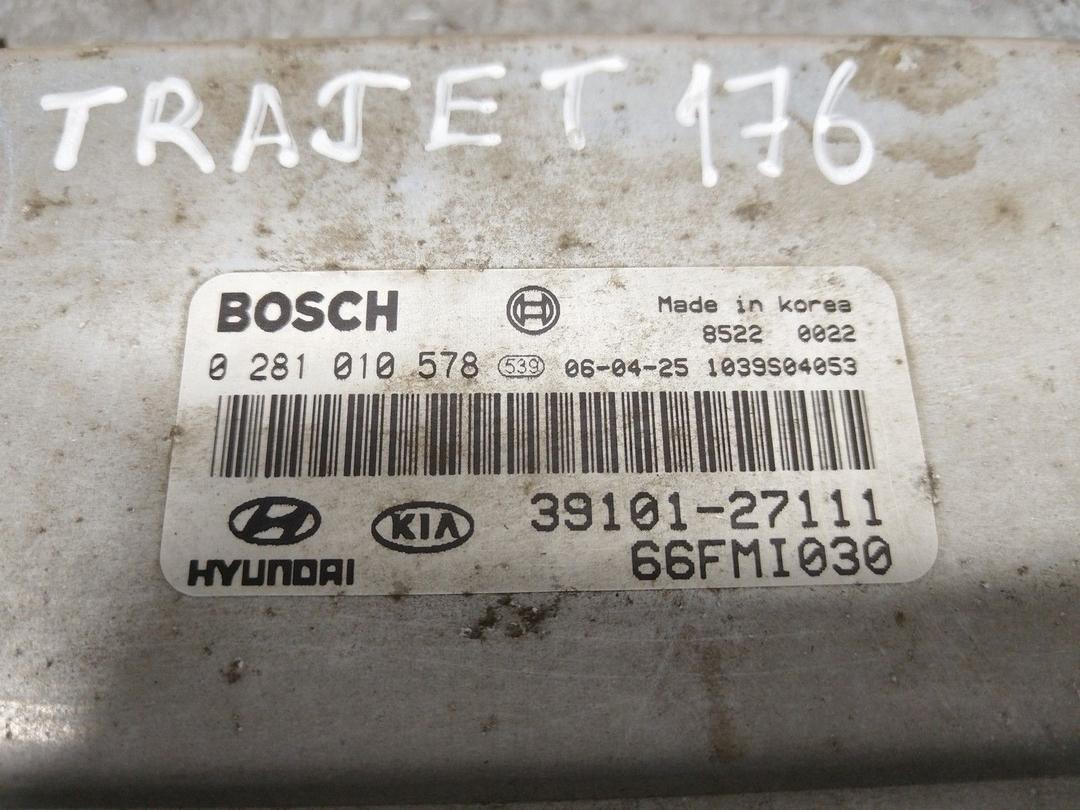 TRAJET 176
BOSCH
Made in korea
8522 0022
0 281 010 578 539 06-04-25 1039S04053
39101-27111
HYUNDAI KIA 66FMI030